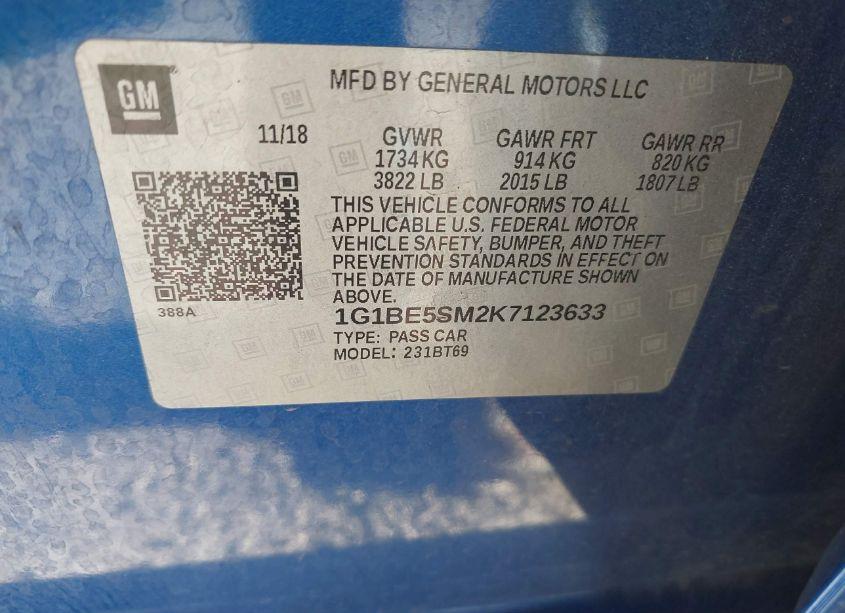 GM
MFD BY GENERAL MOTORS LLC
11/18
GVWR
1734 KG
3822 LB
GAWR FRT
914 KG
2015 LB
GAWR RR
820 KG
1807 LB
THIS VEHICLE CONFORMS TO ALL
APPLICABLE U.S. FEDERAL MOTOR
VEHICLE SAFETY, BUMPER, AND THEFT
PREVENTION STANDARDS IN EFFECT ON
THE DATE OF MANUFACTURE SHOWN
ABOVE.
388A
1G1BE5SM2K7123633
TYPE: PASS CAR
MODEL: 231BT69